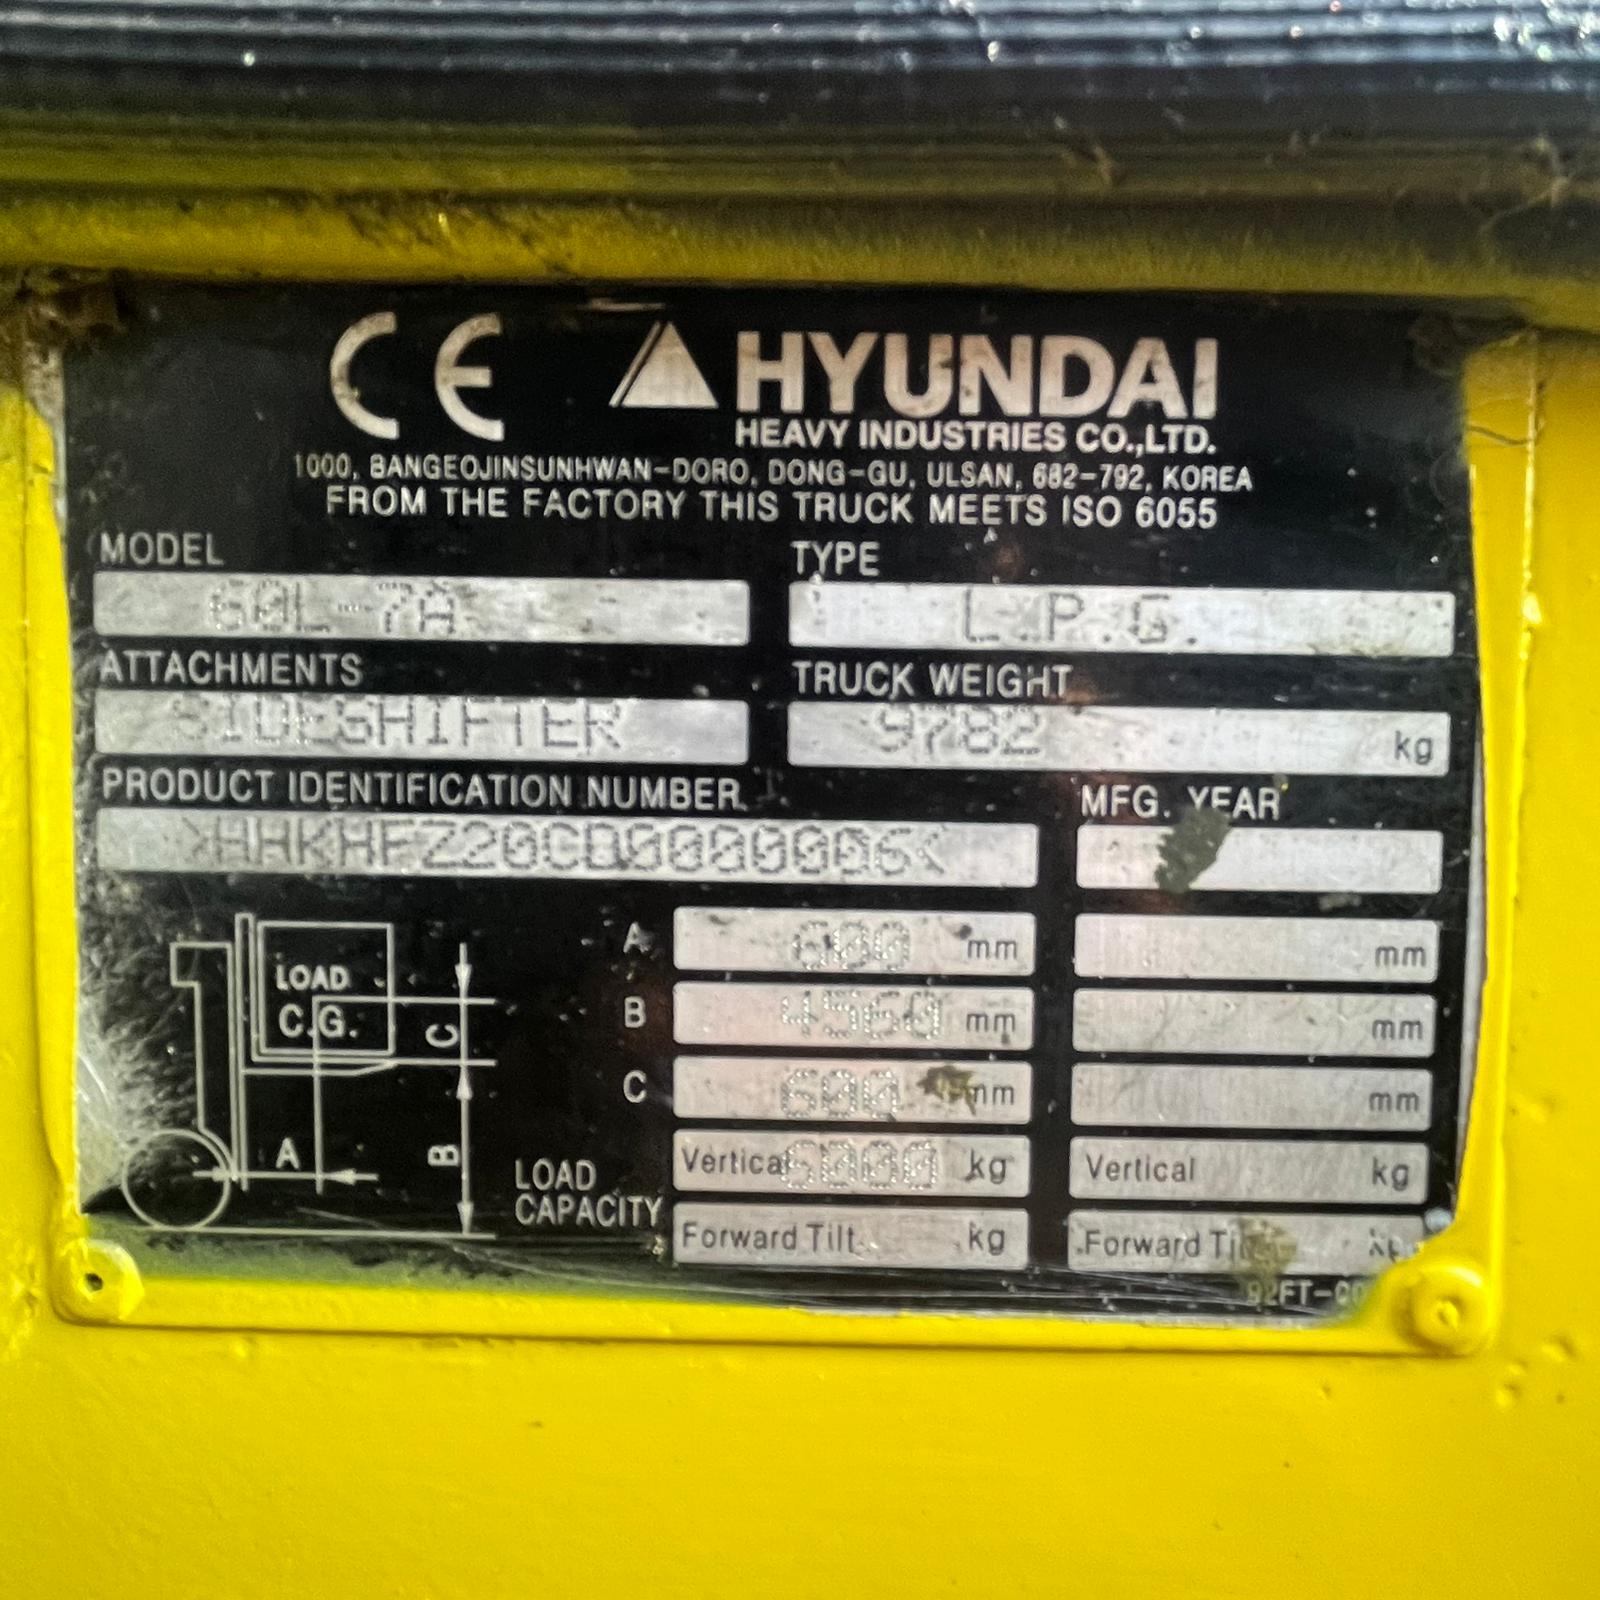 CE HYUNDAI
HEAVY INDUSTRIES CO.,LTD.
1000, BANGEOJINSUNHWAN-DORO, DONG-GU, ULSAN, 682-792, KOREA
FROM THE FACTORY THIS TRUCK MEETS ISO 6055
MODEL TYPE
60L-7A L.P.G.
ATTACHMENTS TRUCK WEIGHT
SIDESHIFTER 9782 kg
PRODUCT IDENTIFICATION NUMBER MFG. YEAR
>HHKHFZ20CD0000006<
A 600 mm mm
LOAD
C.G.
B 4560 mm mm
C
C 600 mm mm
A
B
LOAD CAPACITY
Vertical 6000 kg Vertical kg
Forward Tilt kg Forward kg